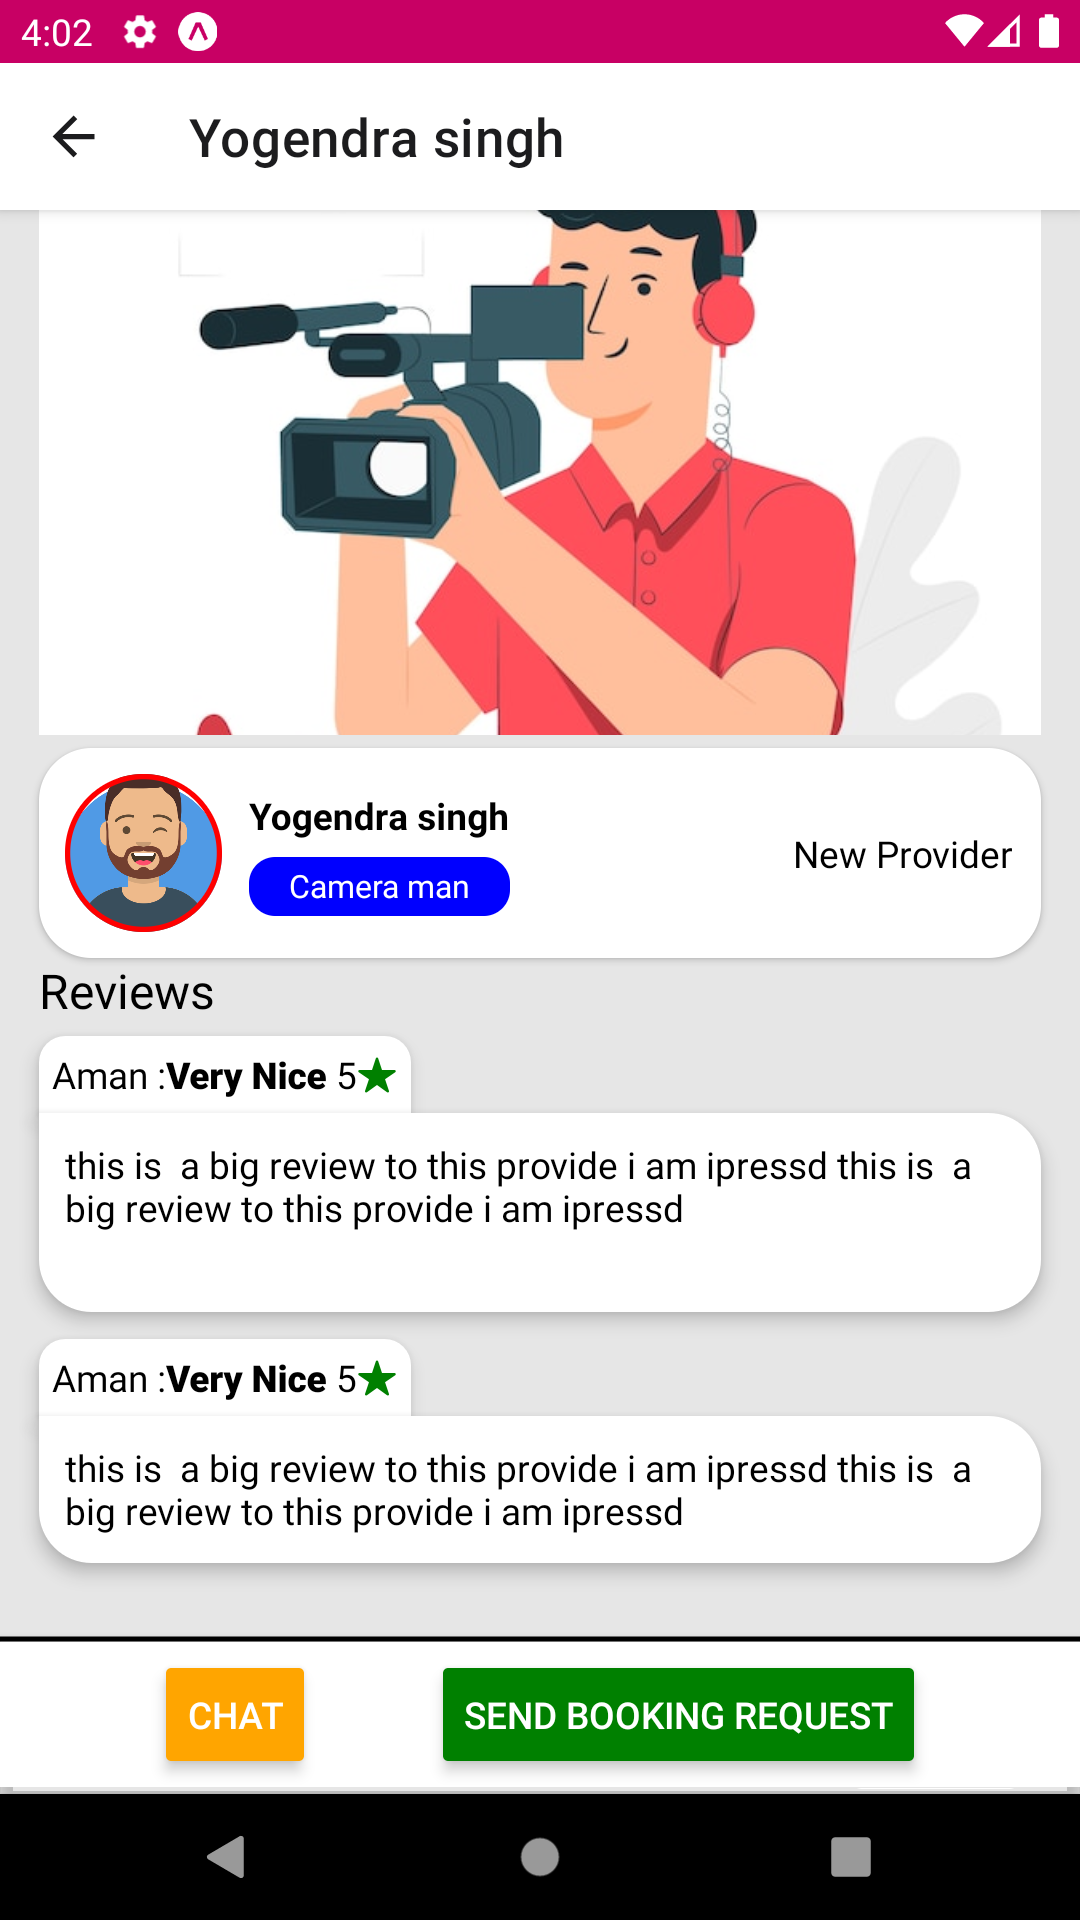 4:02
Yogendra singh
Yogendra singh
Camera man
New Provider
Reviews
Aman :Very Nice 5
this is  a big review to this provide i am ipressd this is  a
big review to this provide i am ipressd
Aman :Very Nice 5
this is  a big review to this provide i am ipressd this is  a
big review to this provide i am ipressd
CHAT
SEND BOOKING REQUEST